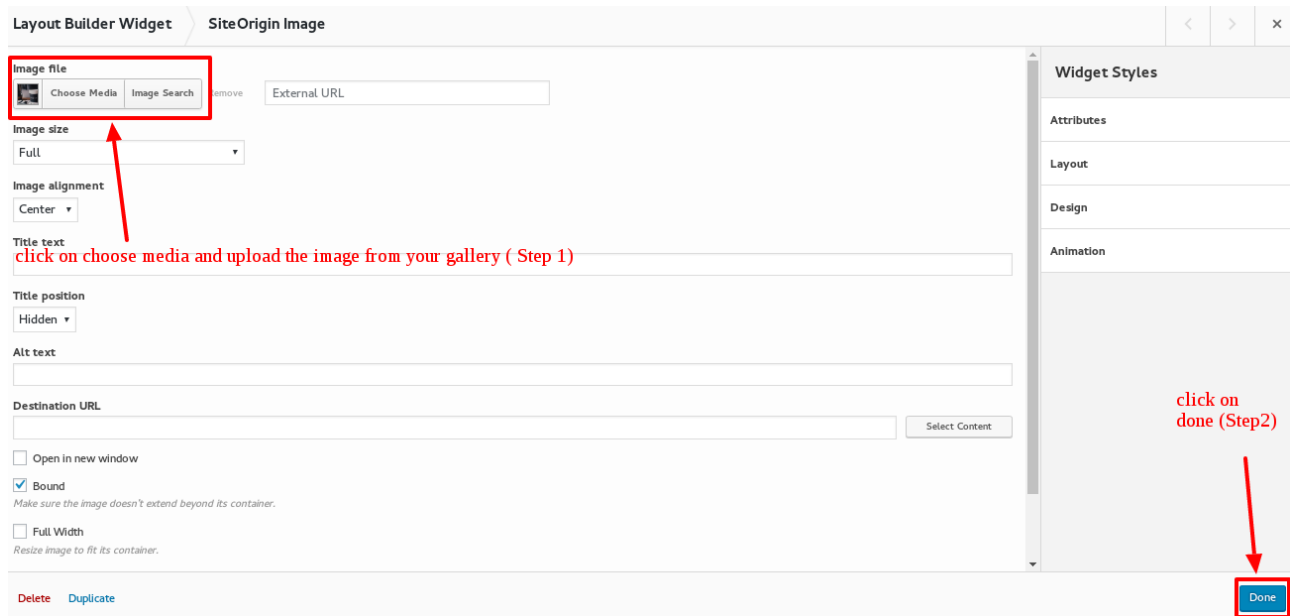 Layout Builder Widget SiteOrigin Image
Image file
Choose Media Image Search External URL
Image size
Full
Image alignment
Center
Title text
click on choose media and upload the image from your gallery ( Step 1)
Title position
Hidden
Alt text
Destination URL
Select Content
Open in new window
Bound
Make sure the image doesn't extend beyond its container.
Full Width
Resize image to fit its container.
Delete Duplicate
Widget Styles
Attributes
Layout
Design
Animation
click on
done (Step2)
Done